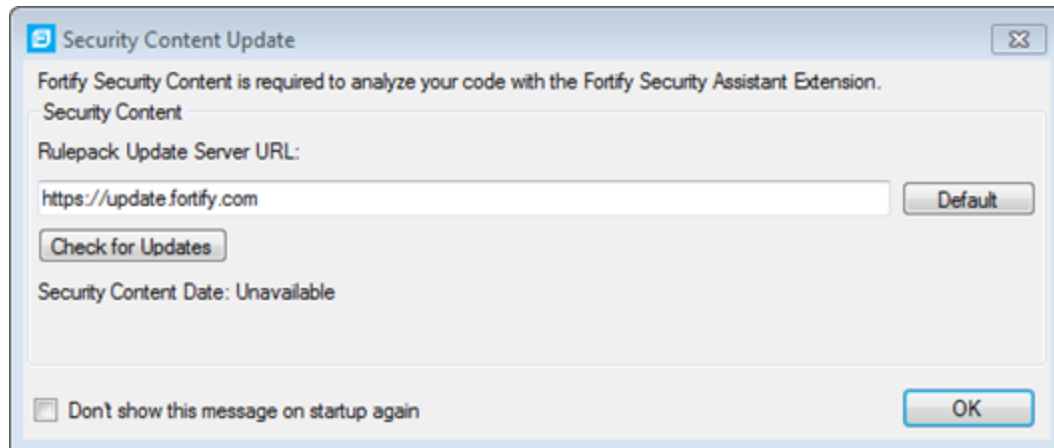 Security Content Update
Fortify Security Content is required to analyze your code with the Fortify Security Assistant Extension.
Security Content
Rulepack Update Server URL:
https://update.fortify.com
Default
Check for Updates
Security Content Date: Unavailable
Don't show this message on startup again
OK